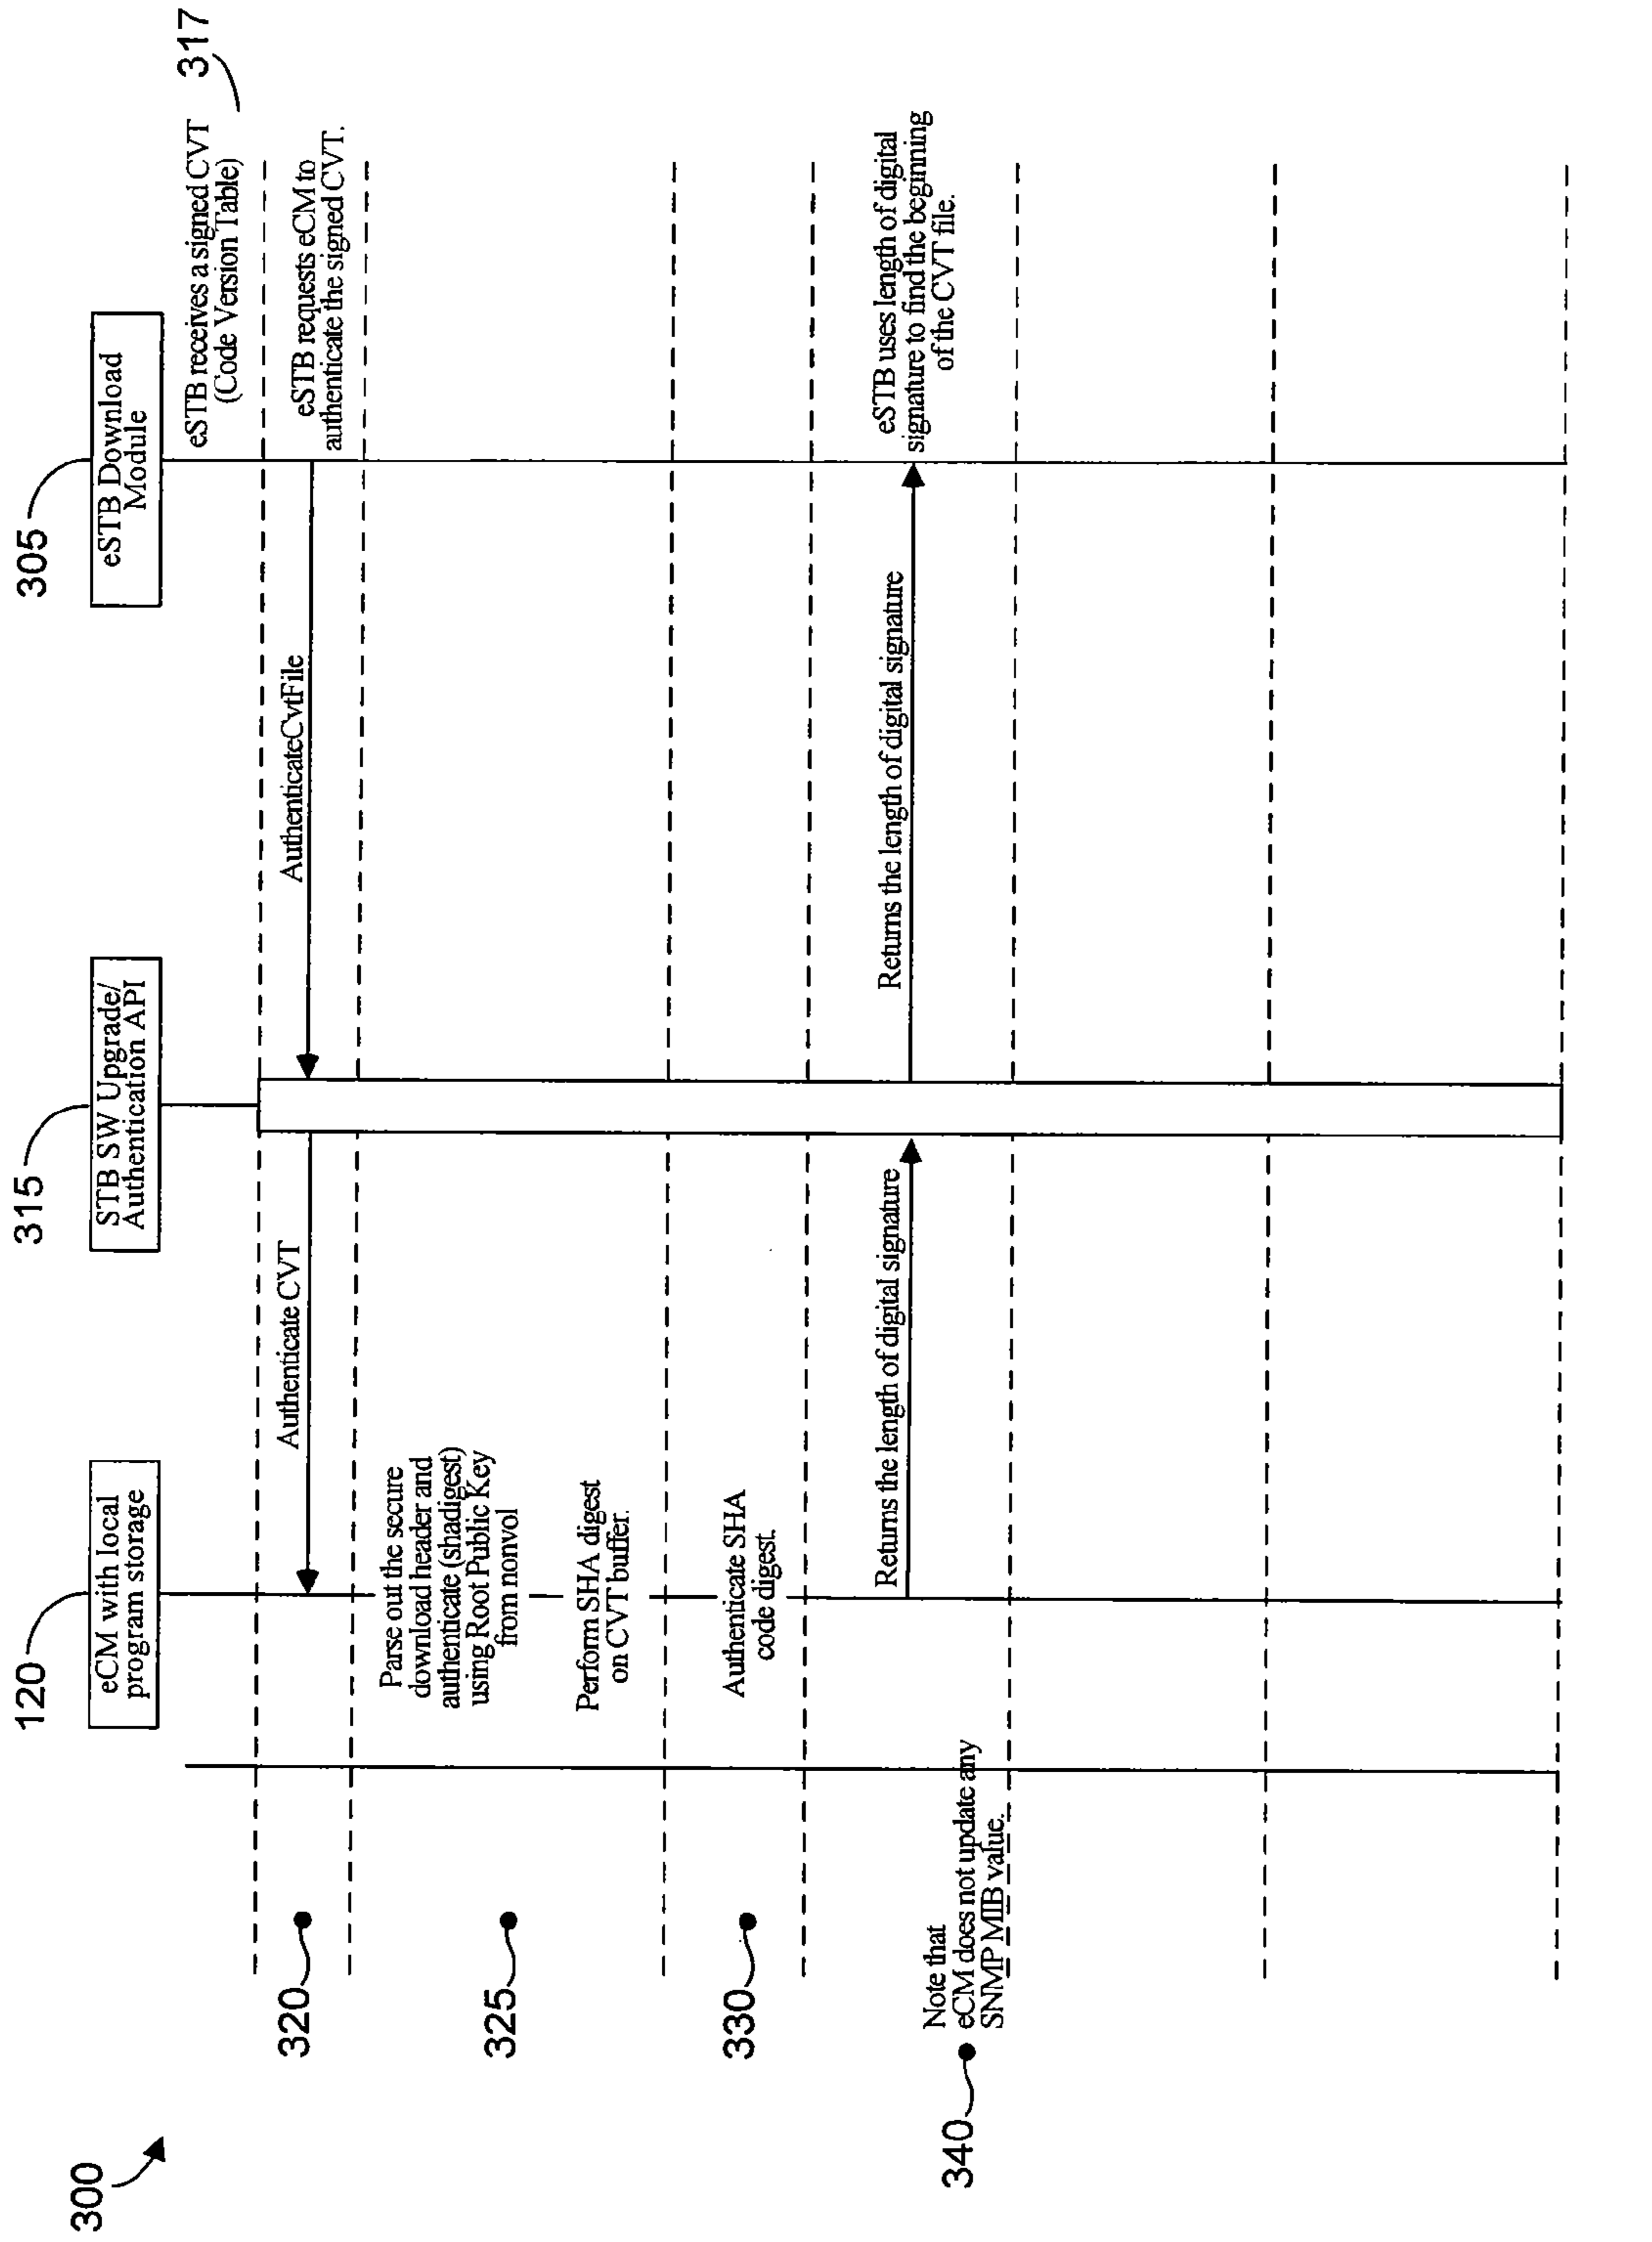 300
120
eCM with local
program storage
315
STB SW Upgrade/
Authentication API
305
eSTB Download
Module
eSTB receives a signed CVT
(Code Version Table)
317
320
Authenticate CVT
AuthenticateCvtFile
eSTB requests eCM to
authenticate the signed CVT.
325
Parse out the secure
download header and
authenticate (shadigest)
using Root Public Key
from nonvol
Perform SHA digest
on CVT buffer.
330
Authenticate SHA
code digest.
340
Note that
eCM does not update any
SNMP MIB value.
Returns the length of digital signature
Returns the length of digital signature
eSTB uses length of digital
signature to find the beginning
of the CVT file.